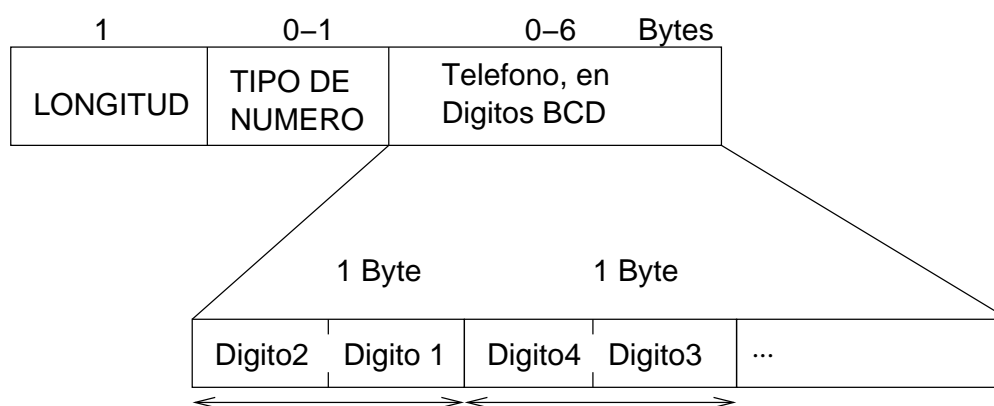 1 0–1 0–6 Bytes
LONGITUD
TIPO DE
NUMERO
Telefono, en
Digitos BCD
1 Byte 1 Byte
Digito2 Digito 1 Digito4 Digito3 ...